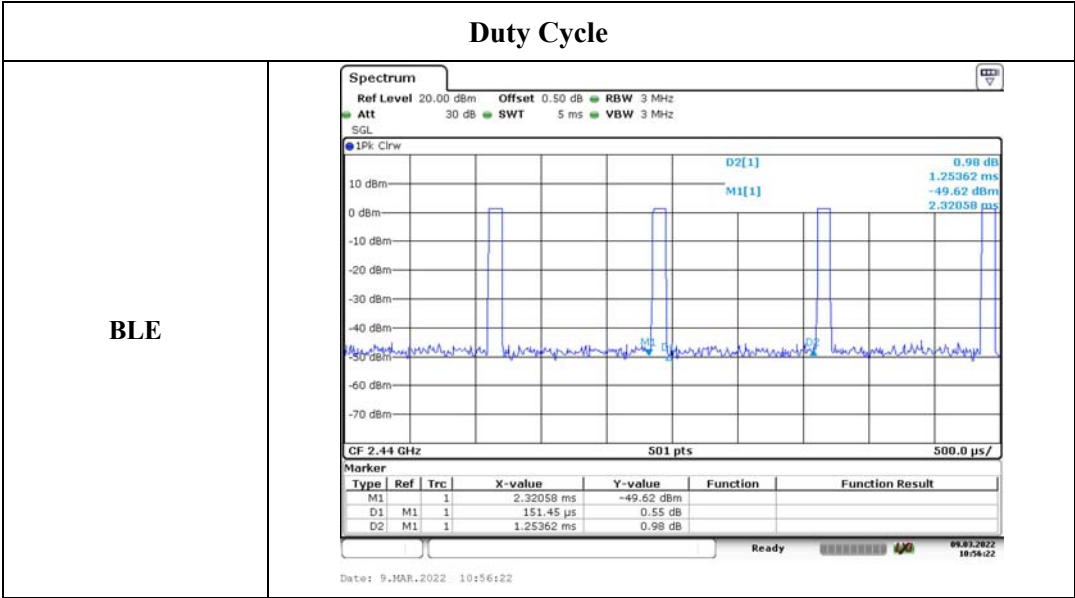 Duty Cycle
BLE
Spectrum
Ref Level 20.00 dBm Offset 0.50 dB RBW 3 MHz
Att 30 dB SWT 5 ms VBW 3 MHz
SGL
1Pk Clrw
D2[1] 0.98 dB
1.25362 ms
M1[1] -49.62 dBm
2.32058 ms
10 dBm
0 dBm
-10 dBm
-20 dBm
-30 dBm
-40 dBm
M1 D2
-50 dBm
-60 dBm
-70 dBm
CF 2.44 GHz 501 pts 500.0 µs/
Marker
Type Ref Trc X-value Y-value Function Function Result
M1 1 2.32058 ms -49.62 dBm
D1 M1 1 151.45 µs 0.55 dB
D2 M1 1 1.25362 ms 0.98 dB
Ready 09.03.2022
10:56:22
Date: 9.MAR.2022 10:56:22